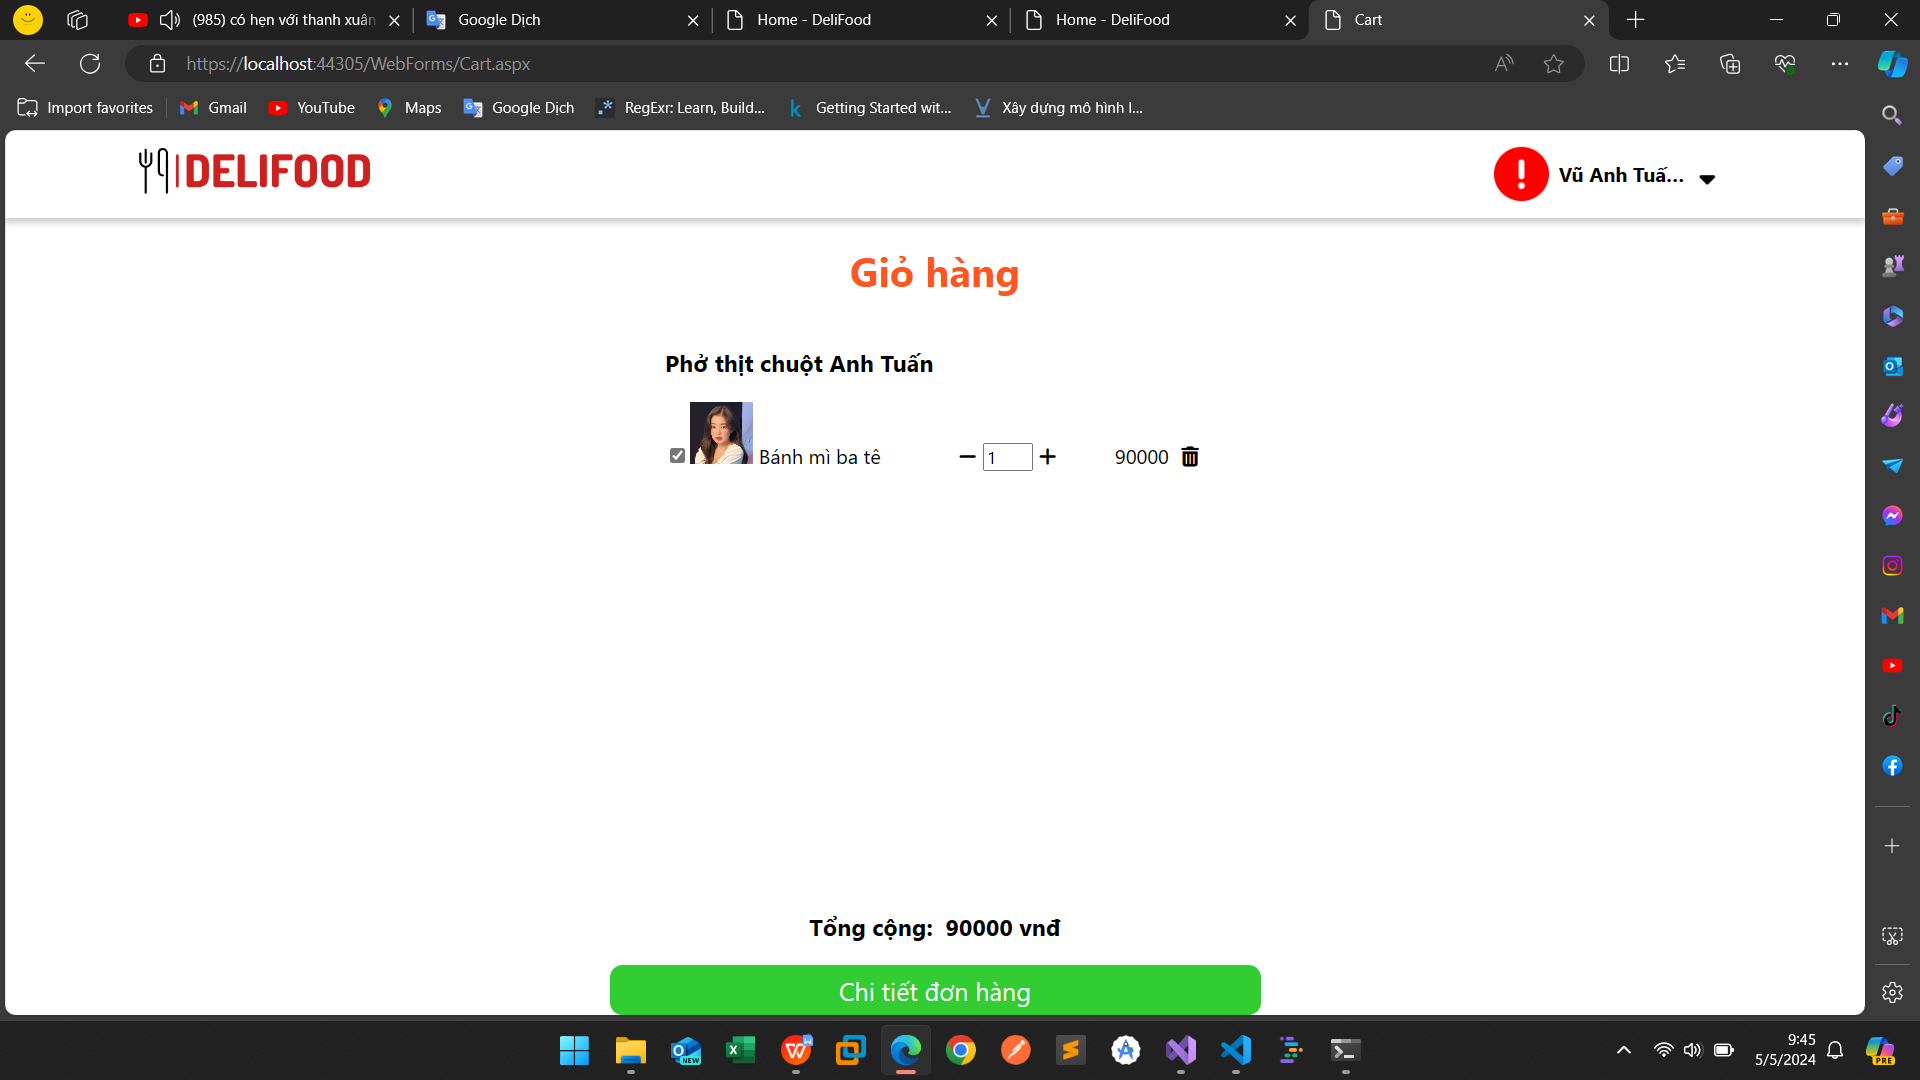 (985) có hẹn với thanh xuân
Google Dịch
Home - DeliFood
Home - DeliFood
Cart
https://localhost:44305/WebForms/Cart.aspx
Import favorites
Gmail
YouTube
Maps
Google Dịch
RegExr: Learn, Build...
Getting Started wit...
Xây dựng mô hình l...
DELIFOOD
Vũ Anh Tuấ...
Giỏ hàng
Phở thịt chuột Anh Tuấn
Bánh mì ba tê
1
90000
Tổng cộng: 90000 vnđ
Chi tiết đơn hàng
NEW
9:45
5/5/2024
PRE